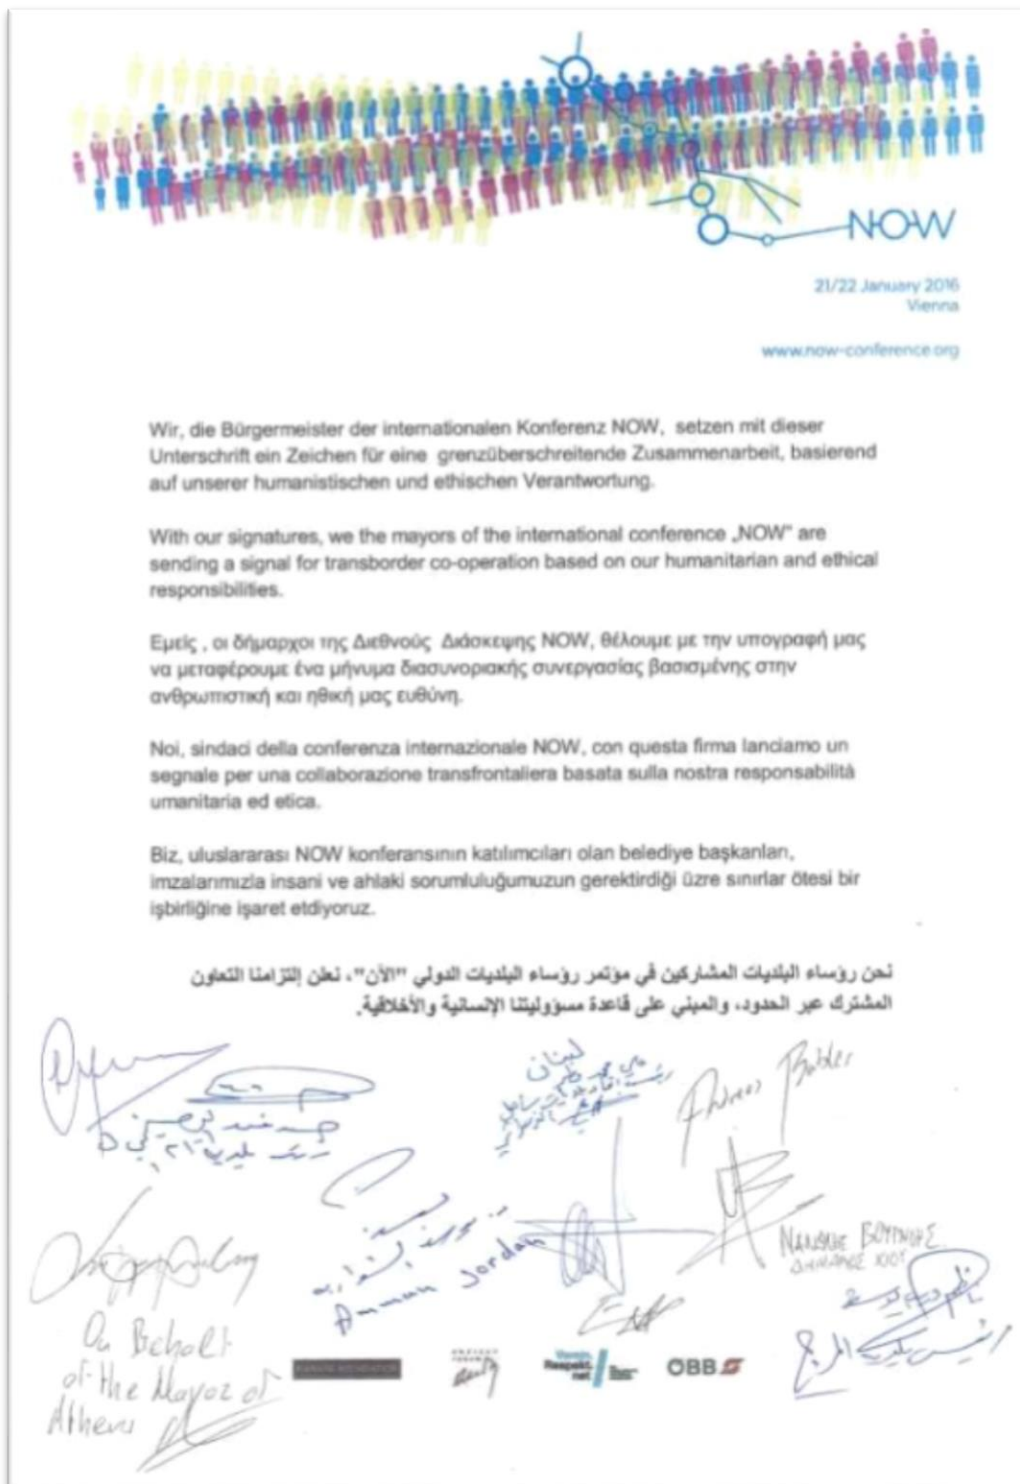 NOW
21/22 January 2016
Vienna
www.now-conference.org
Wir, die Bürgermeister der internationalen Konferenz NOW, setzen mit dieser
Unterschrift ein Zeichen für eine grenzüberschreitende Zusammenarbeit, basierend
auf unserer humanistischen und ethischen Verantwortung.
With our signatures, we the mayors of the international conference „NOW" are
sending a signal for transborder co-operation based on our humanitarian and ethical
responsibilities.
Εμείς , οι δήμαρχοι της Διεθνούς Διάσκεψης NOW, θέλουμε με την υπογραφή μας
να μεταφέρουμε ένα μήνυμα διασυνοριακής συνεργασίας βασισμένης στην
ανθρωπιστική και ηθική μας ευθύνη.
Noi, sindaci della conferenza internazionale NOW, con questa firma lanciamo un
segnale per una collaborazione transfrontaliera basata sulla nostra responsabilità
umanitaria ed etica.
Biz, uluslararası NOW konferansının katılımcıları olan belediye başkanları,
imzalarımızla insani ve ahlaki sorumluluğumuzun gerektirdiği üzre sınırlar ötesi bir
işbirliğine işaret etdiyoruz.
نحن رؤساء البلديات المشاركين في مؤتمر رؤساء البلديات الدولي "الأن"، نعلن إلتزامنا التعاون
المشترك عبر الحدود، والمبني على قاعدة مسؤوليتنا الإنسانية والأخلاقية.
لبنان
Andreas Babler
Amman Jordan
ΔΗΜΑΡΧΟΣ ΧΙΟΥ
On Behalf
of the Mayor of
Athens
Respekt.
net
ÖBB